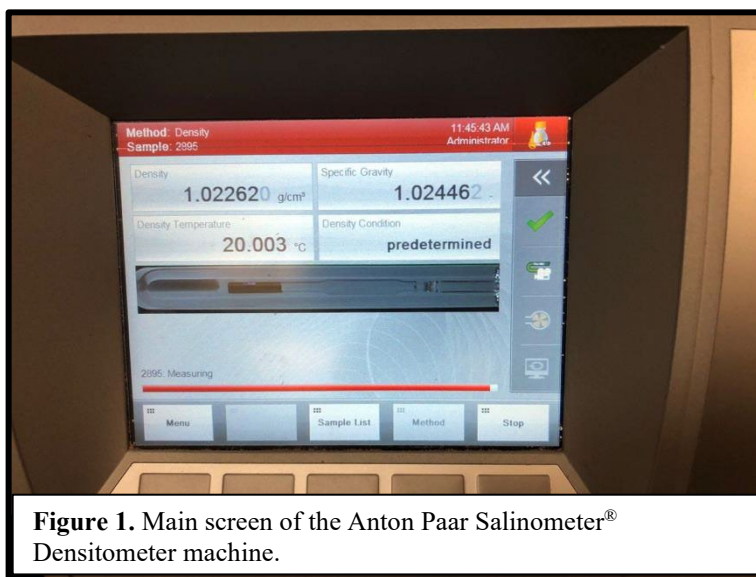 Method: Density
11:45:43 AM
Sample: 2895
Administrator
Density
Specific Gravity
1.022620 g/cm³
1.024462 -
Density Temperature
Density Condition
20.003 °C
predetermined
2895: Measuring
Menu
Sample List
Method
Stop
Figure 1. Main screen of the Anton Paar Salinometer®
Densitometer machine.